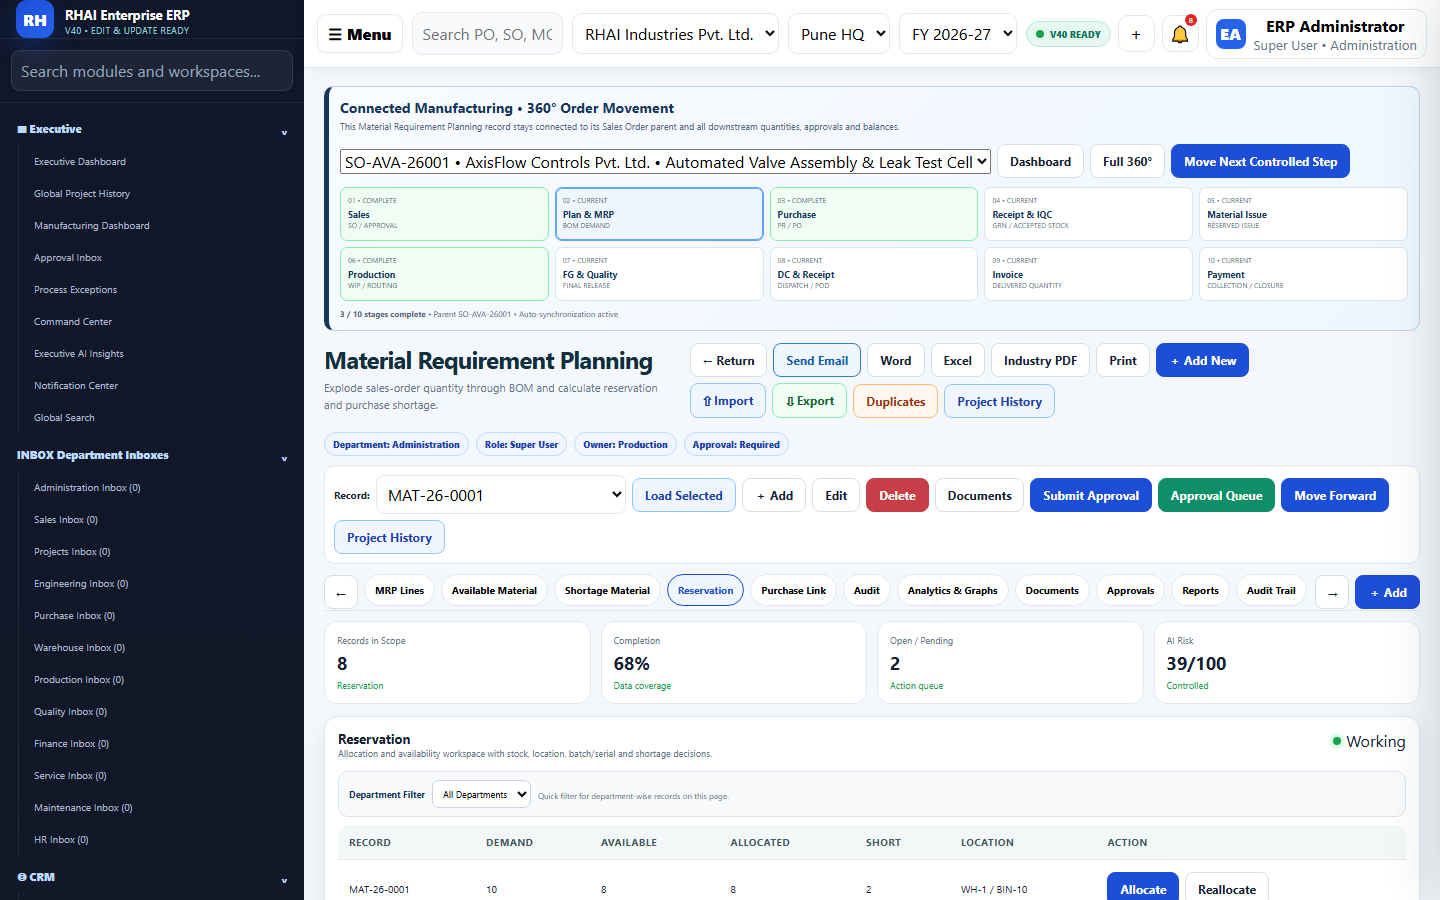 RH
RHAI Enterprise ERP
V40 • EDIT & UPDATE READY
Search modules and workspaces...
Executive
Executive Dashboard
Global Project History
Manufacturing Dashboard
Approval Inbox
Process Exceptions
Command Center
Executive AI Insights
Notification Center
Global Search
INBOX Department Inboxes
Administration Inbox (0)
Sales Inbox (0)
Projects Inbox (0)
Engineering Inbox (0)
Purchase Inbox (0)
Warehouse Inbox (0)
Production Inbox (0)
Quality Inbox (0)
Finance Inbox (0)
Service Inbox (0)
Maintenance Inbox (0)
HR Inbox (0)
CRM
☰ Menu
Search PO, SO, MO
RHAI Industries Pvt. Ltd.
Pune HQ
FY 2026-27
V40 READY
+
8
EA
ERP Administrator
Super User • Administration
Connected Manufacturing • 360° Order Movement
This Material Requirement Planning record stays connected to its Sales Order parent and all downstream quantities, approvals and balances.
SO-AVA-26001 • AxisFlow Controls Pvt. Ltd. • Automated Valve Assembly & Leak Test Cell
Dashboard
Full 360°
Move Next Controlled Step
01 • COMPLETE
Sales
SO / APPROVAL
02 • CURRENT
Plan & MRP
BOM DEMAND
03 • COMPLETE
Purchase
PR / PO
04 • CURRENT
Receipt & IQC
GRN / ACCEPTED STOCK
05 • CURRENT
Material Issue
RESERVED ISSUE
06 • COMPLETE
Production
WIP / ROUTING
07 • CURRENT
FG & Quality
FINAL RELEASE
08 • CURRENT
DC & Receipt
DISPATCH / POD
09 • CURRENT
Invoice
DELIVERED QUANTITY
10 • CURRENT
Payment
COLLECTION / CLOSURE
3 / 10 stages complete • Parent SO-AVA-26001 • Auto-synchronization active
Material Requirement Planning
Explode sales-order quantity through BOM and calculate reservation
and purchase shortage.
← Return
Send Email
Word
Excel
Industry PDF
Print
+ Add New
⇧ Import
⇩ Export
Duplicates
Project History
Department: Administration
Role: Super User
Owner: Production
Approval: Required
Record:
MAT-26-0001
Load Selected
+ Add
Edit
Delete
Documents
Submit Approval
Approval Queue
Move Forward
Project History
←
MRP Lines
Available Material
Shortage Material
Reservation
Purchase Link
Audit
Analytics & Graphs
Documents
Approvals
Reports
Audit Trail
→
+ Add
Records in Scope
8
Reservation
Completion
68%
Data coverage
Open / Pending
2
Action queue
AI Risk
39/100
Controlled
Reservation
Allocation and availability workspace with stock, location, batch/serial and shortage decisions.
Working
Department Filter
All Departments
Quick filter for department-wise records on this page.
RECORD DEMAND AVAILABLE ALLOCATED SHORT LOCATION ACTION
MAT-26-0001 10 8 8 2 WH-1 / BIN-10 Allocate Reallocate